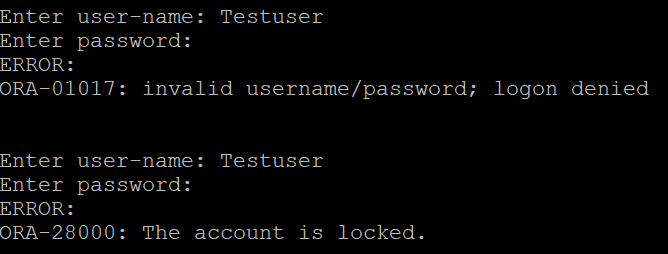 Enter user-name: Testuser
Enter password:
ERROR:
ORA-01017: invalid username/password; logon denied
Enter user-name: Testuser
Enter password:
ERROR:
ORA-28000: The account is locked.